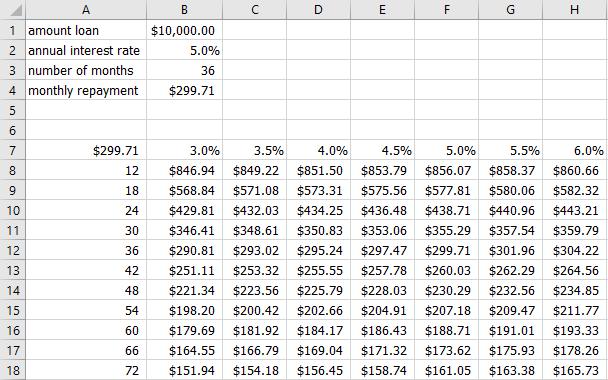 A B C D E F G H
1 amount loan $10,000.00
2 annual interest rate 5.0%
3 number of months 36
4 monthly repayment $299.71
5
6
7 $299.71 3.0% 3.5% 4.0% 4.5% 5.0% 5.5% 6.0%
8 12 $846.94 $849.22 $851.50 $853.79 $856.07 $858.37 $860.66
9 18 $568.84 $571.08 $573.31 $575.56 $577.81 $580.06 $582.32
10 24 $429.81 $432.03 $434.25 $436.48 $438.71 $440.96 $443.21
11 30 $346.41 $348.61 $350.83 $353.06 $355.29 $357.54 $359.79
12 36 $290.81 $293.02 $295.24 $297.47 $299.71 $301.96 $304.22
13 42 $251.11 $253.32 $255.55 $257.78 $260.03 $262.29 $264.56
14 48 $221.34 $223.56 $225.79 $228.03 $230.29 $232.56 $234.85
15 54 $198.20 $200.42 $202.66 $204.91 $207.18 $209.47 $211.77
16 60 $179.69 $181.92 $184.17 $186.43 $188.71 $191.01 $193.33
17 66 $164.55 $166.79 $169.04 $171.32 $173.62 $175.93 $178.26
18 72 $151.94 $154.18 $156.45 $158.74 $161.05 $163.38 $165.73